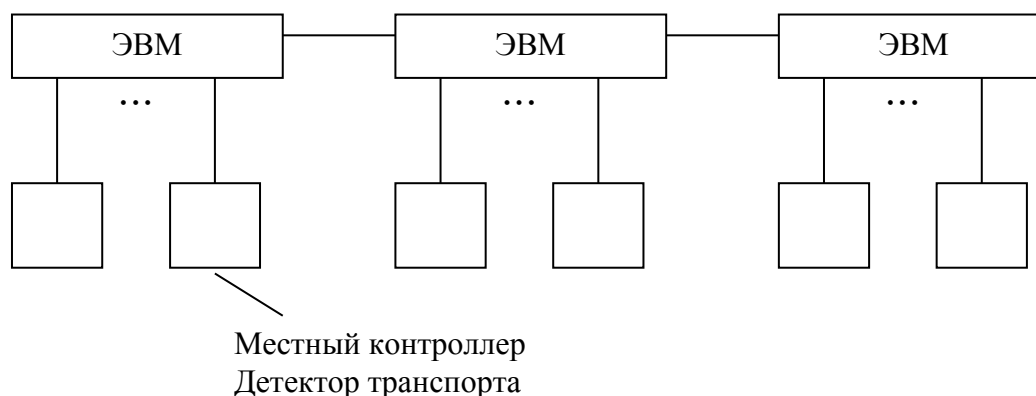 ЭВМ ЭВМ ЭВМ
... ... ...
Местный контроллер
Детектор транспорта